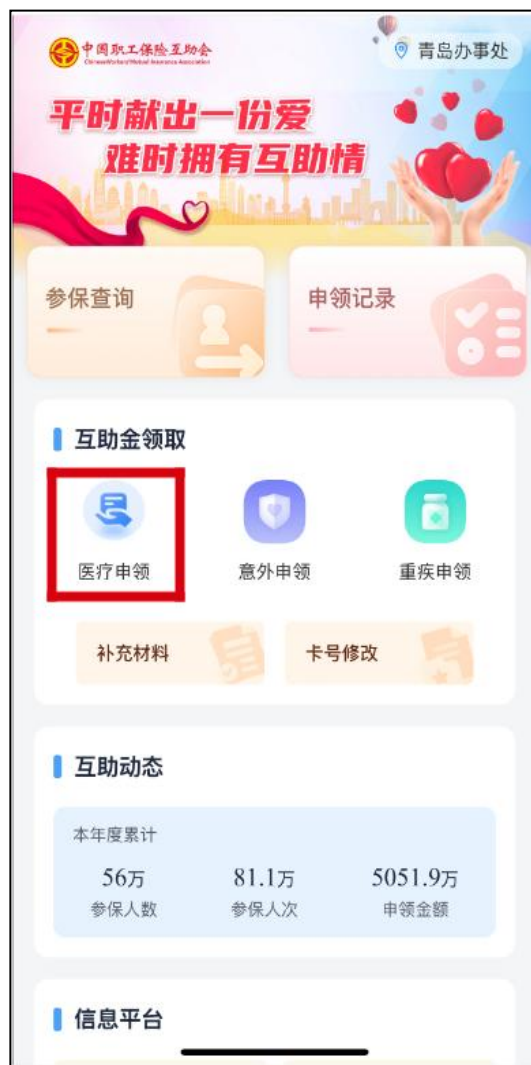 中国职工保险互助会
Chinese Workers' Mutual Insurance Association
青岛办事处
平时献出一份爱
难时拥有互助情
参保查询
申领记录
互助金领取
医疗申领
意外申领
重疾申领
补充材料
卡号修改
互助动态
本年度累计
56万
81.1万
5051.9万
参保人数
参保人次
申领金额
信息平台